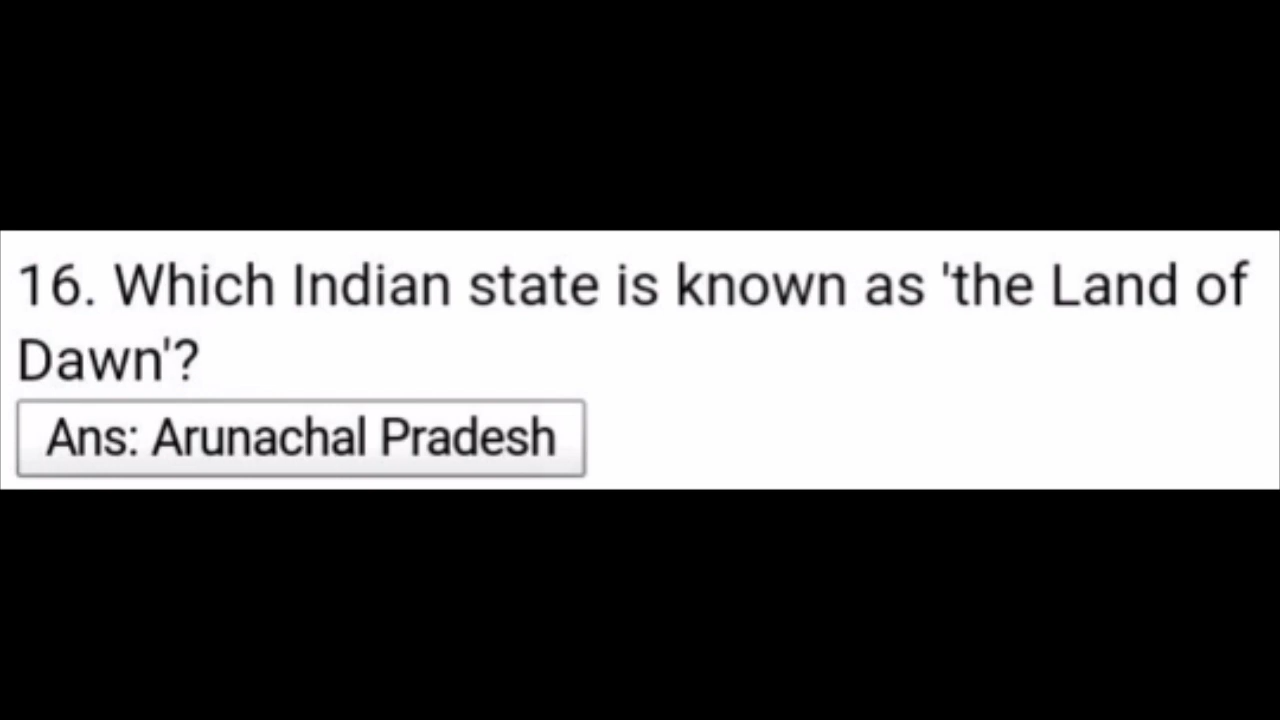 16. Which Indian state is known as 'the Land of
Dawn'?
Ans: Arunachal Pradesh